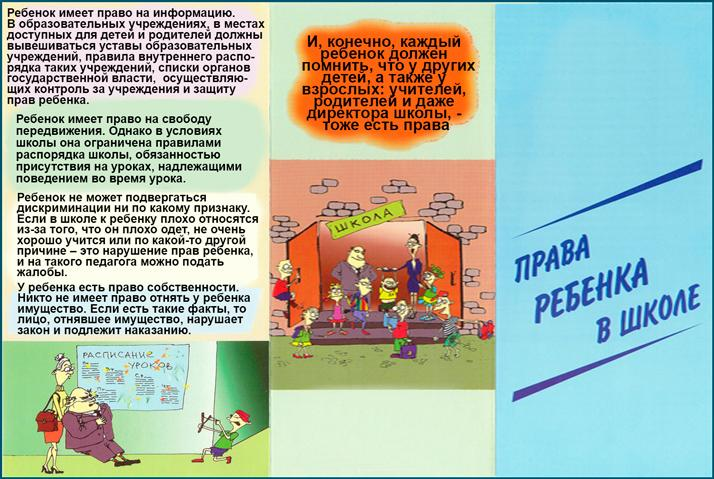 Ребенок имеет право на информацию.
В образовательных учреждениях, в местах
доступных для детей и родителей должны
вывешиваться уставы образовательных
учреждений, правила внутреннего распо-
рядка таких учреждений, списки органов
государственной власти, осуществляю-
щих контроль за учреждения и защиту
прав ребенка.
Ребенок имеет право на свободу
передвижения. Однако в условиях
школы она ограничена правилами
распорядка школы, обязанностью
присутствия на уроках, надлежащими
поведением во время урока.
Ребенок не может подвергаться
дискриминации ни по какому признаку.
Если в школе к ребенку плохо относятся
из-за того, что он плохо одет, не очень
хорошо учится или по какой-то другой
причине – это нарушение прав ребенка,
и на такого педагога можно подать
жалобы.
У ребенка есть право собственности.
Никто не имеет право отнять у ребенка
имущество. Если есть такие факты, то
лицо, отнявшее имущество, нарушает
закон и подлежит наказанию.
РАСПИСАНИЕ
УРОКОВ
И, конечно, каждый
ребенок должен
помнить, что у других
детей, а также у
взрослых: учителей,
родителей и даже
директора школы, -
тоже есть права
ШКОЛА
ПРАВА
РЕБЕНКА
В ШКОЛЕ